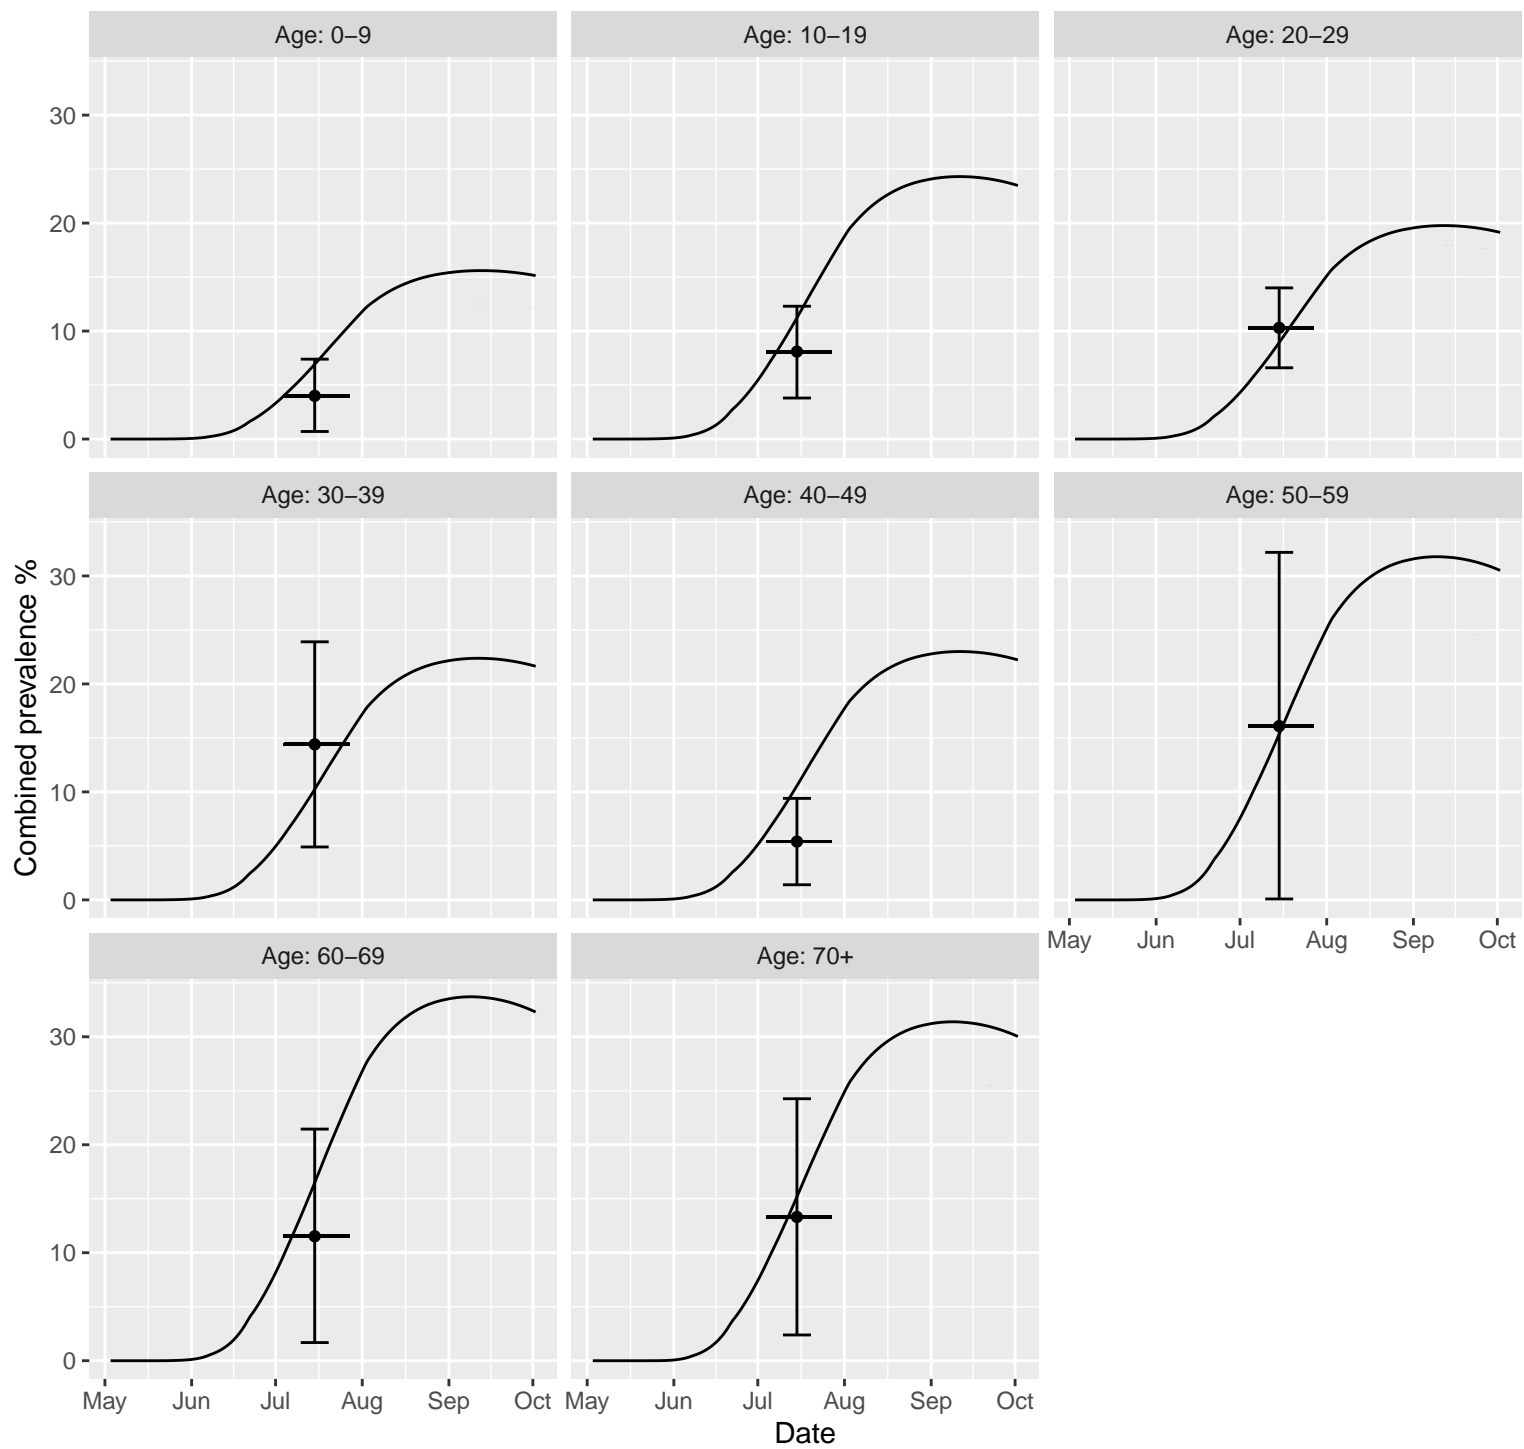 Age: 0–9
Age: 10–19
Age: 20–29
30
20
10
0
Age: 30–39
Age: 40–49
Age: 50–59
Combined prevalence %
30
20
10
0
May Jun Jul Aug Sep Oct
Age: 60–69
Age: 70+
30
20
10
0
May Jun Jul Aug Sep Oct
May Jun Jul Aug Sep Oct
Date